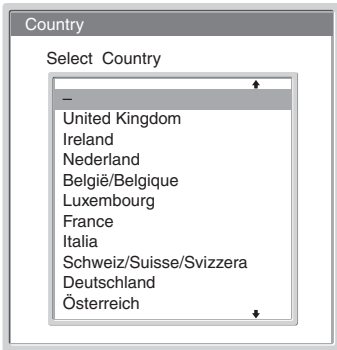 Country
Select Country
–
United Kingdom
Ireland
Nederland
België/Belgique
Luxembourg
France
Italia
Schweiz/Suisse/Svizzera
Deutschland
Österreich